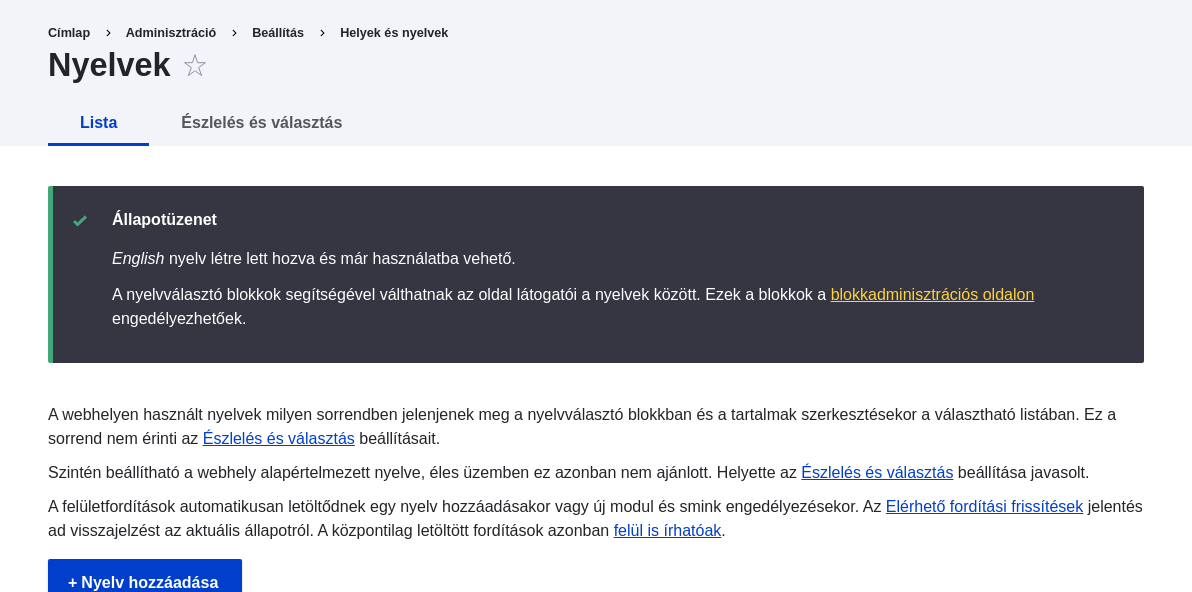 Címlap > Adminisztráció > Beállítás > Helyek és nyelvek
Nyelvek ☆
Lista Észlelés és választás
Állapotüzenet
English nyelv létre lett hozva és már használatba vehető.
A nyelvválasztó blokkok segítségével válthatnak az oldal látogatói a nyelvek között. Ezek a blokkok a blokkadminisztrációs oldalon
engedélyezhetőek.
A webhelyen használt nyelvek milyen sorrendben jelenjenek meg a nyelvválasztó blokkban és a tartalmak szerkesztésekor a választható listában. Ez a
sorrend nem érinti az Észlelés és választás beállításait.
Szintén beállítható a webhely alapértelmezett nyelve, éles üzemben ez azonban nem ajánlott. Helyette az Észlelés és választás beállítása javasolt.
A felületfordítások automatikusan letöltődnek egy nyelv hozzáadásakor vagy új modul és smink engedélyezésekor. Az Elérhető fordítási frissítések jelentés
ad visszajelzést az aktuális állapotról. A központilag letöltött fordítások azonban felül is írhatóak.
+ Nyelv hozzáadása